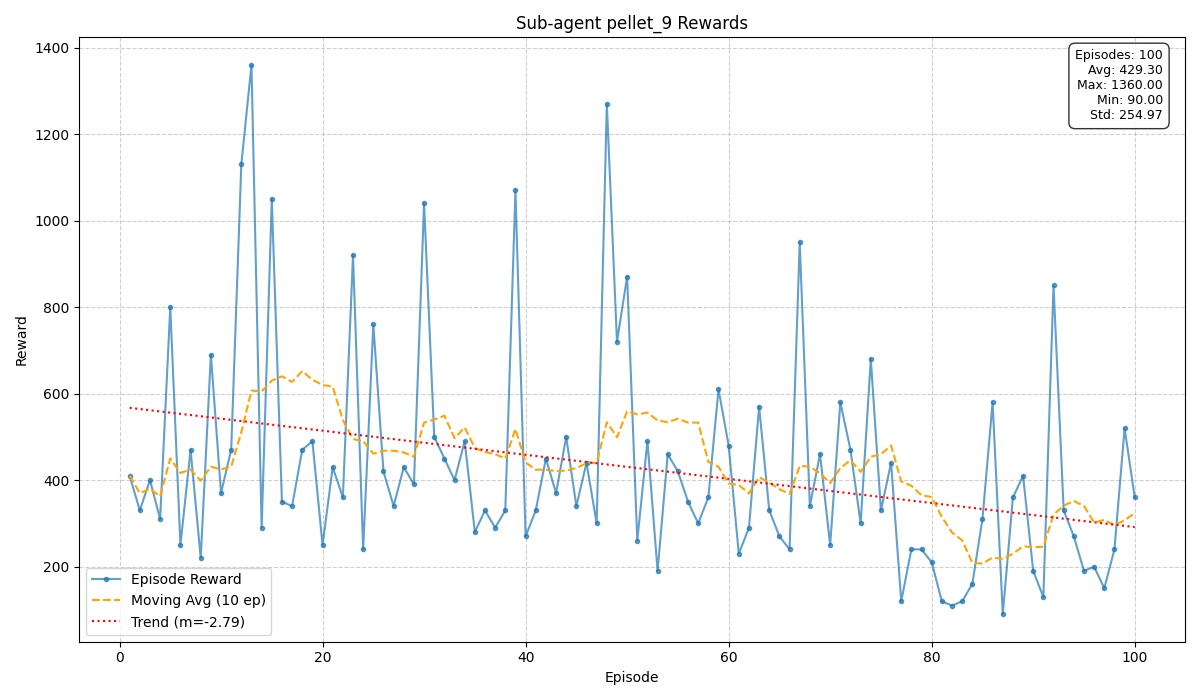 Sub-agent pellet_9 Rewards
1400
1200
1000
800
600
400
200
Reward
0
20
40
60
80
100
Episode
Episodes: 100
Avg: 429.30
Max: 1360.00
Min: 90.00
Std: 254.97
Episode Reward
Moving Avg (10 ep)
Trend (m=-2.79)